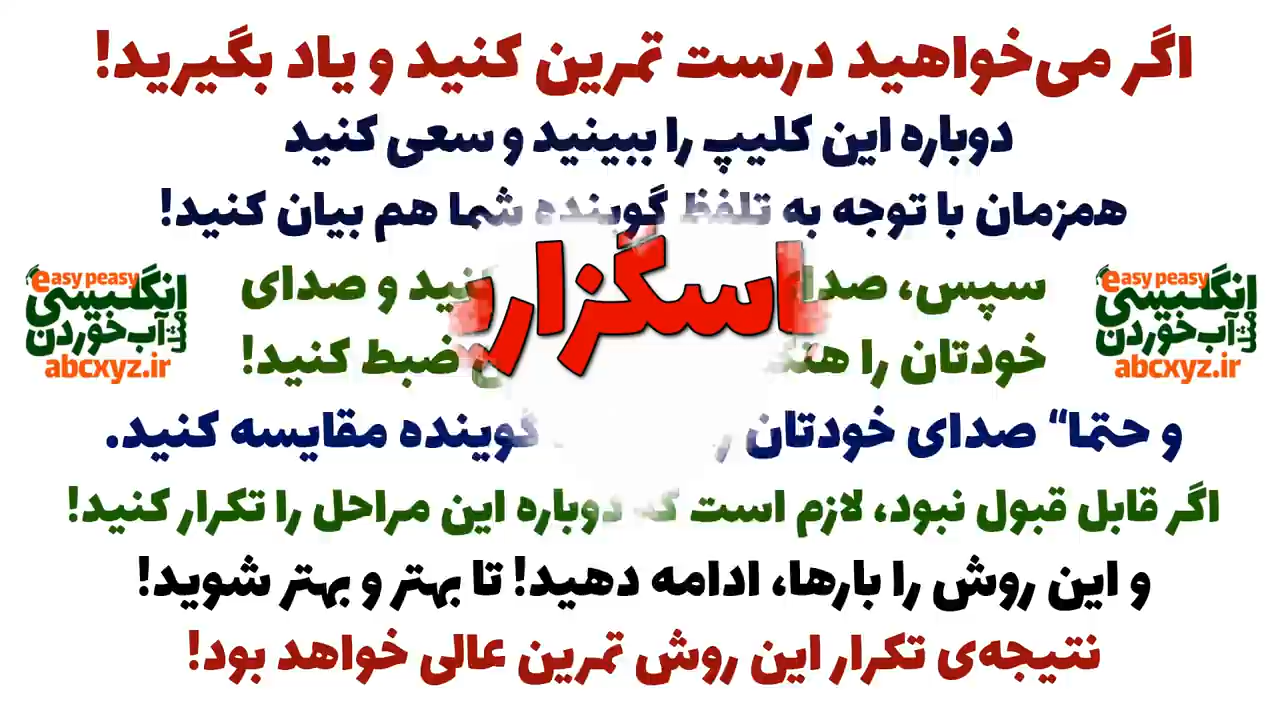 اگر می‌خواهید درست تمرین کنید و یاد بگیرید!
دوباره این کلیپ را ببینید و سعی کنید
همزمان با توجه به تلفظ گوینده شما هم بیان کنید!
سپس، صدای و صدای
خودتان را ضبط کنید!
و حتما“ صدای خودتان گوینده مقایسه کنید.
اگر قابل قبول نبود، لازم است که دوباره این مراحل را تکرار کنید!
و این روش را بارها، ادامه دهید! تا بهتر و بهتر شوید!
نتیجه‌ی تکرار این روش تمرین عالی خواهد بود!
easy peasy
انگلیسی
مثل آب خوردن
abcxyz.ir
easy peasy
انگلیسی
مثل آب خوردن
abcxyz.ir